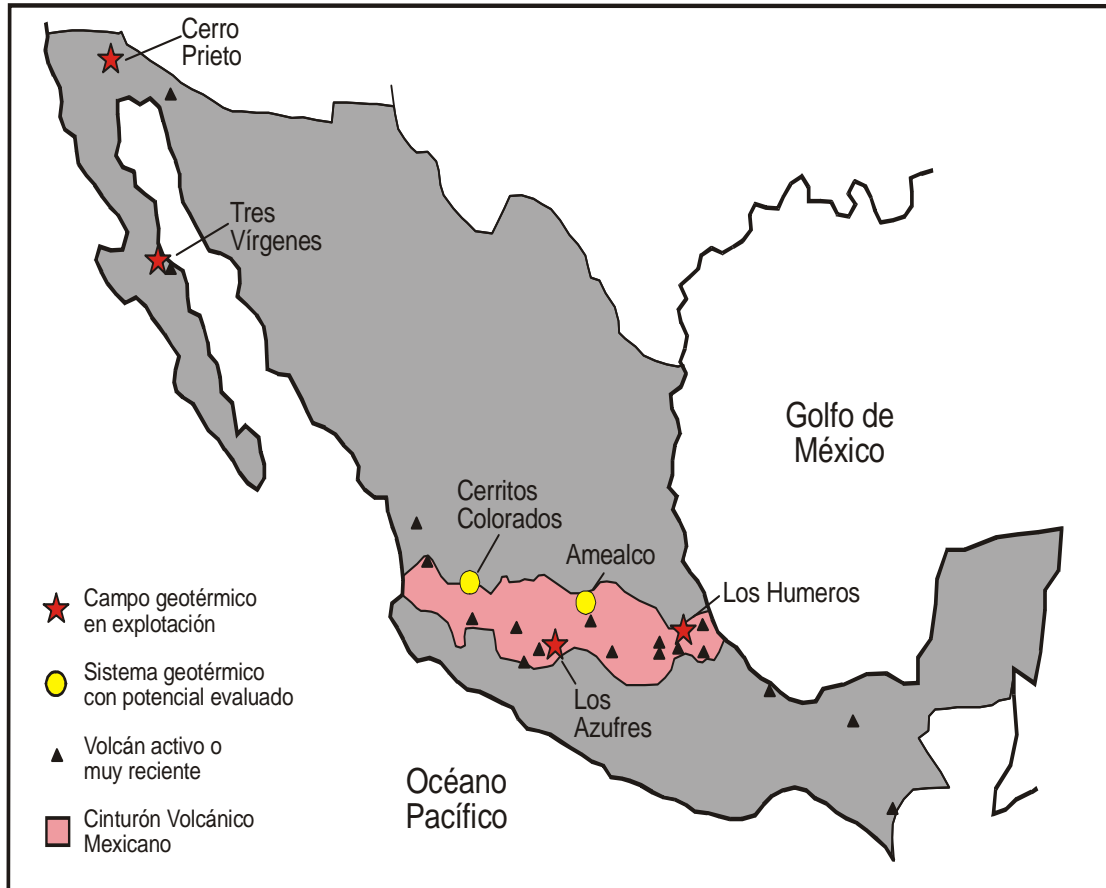 Cerro
Prieto
Tres
Vírgenes
Golfo de
México
Cerritos
Colorados
Amealco
Los Humeros
Los
Azufres
Océano
Pacífico
Campo geotérmico
en explotación
Sistema geotérmico
con potencial evaluado
Volcán activo o
muy reciente
Cinturón Volcánico
Mexicano